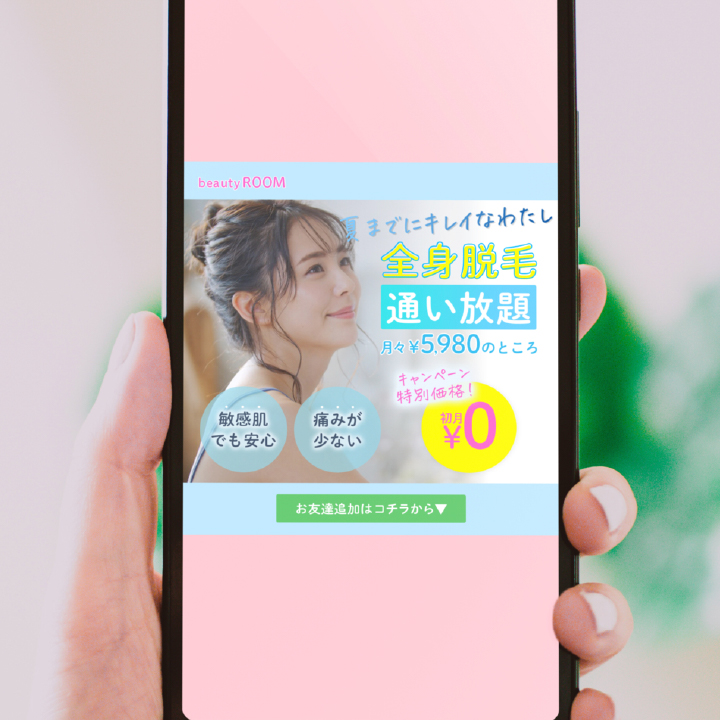 beauty ROOM
夏までにキレイなわたし
全身脱毛
通い放題
月々¥5,980のところ
キャンペーン
特別価格!
初月
¥0
敏感肌
でも安心
痛みが
少ない
お友達追加はコチラから▼